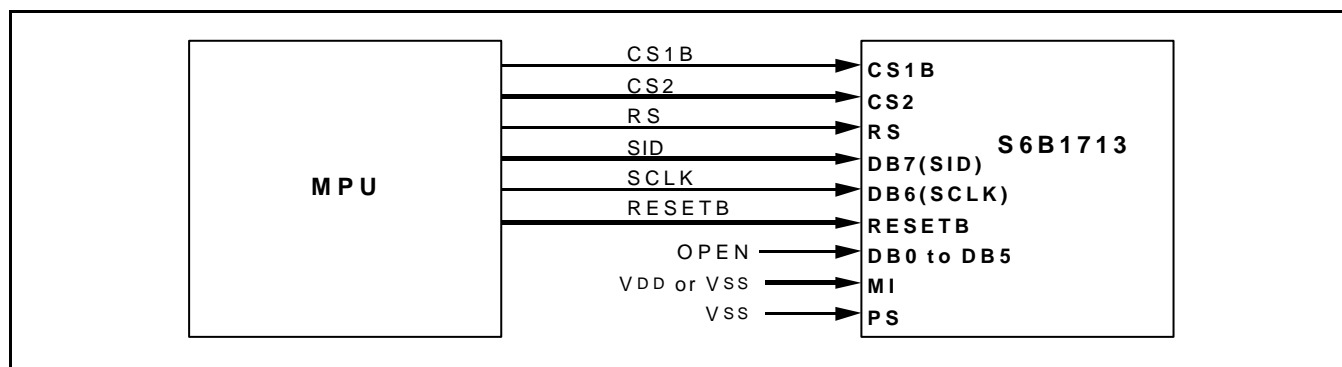 MPU
CS1B
CS2
RS
SID
SCLK
RESETB
OPEN
VDD or VSS
VSS
CS1B
CS2
RS
DB7(SID)
DB6(SCLK)
RESETB
DB0 to DB5
MI
PS
S6B1713